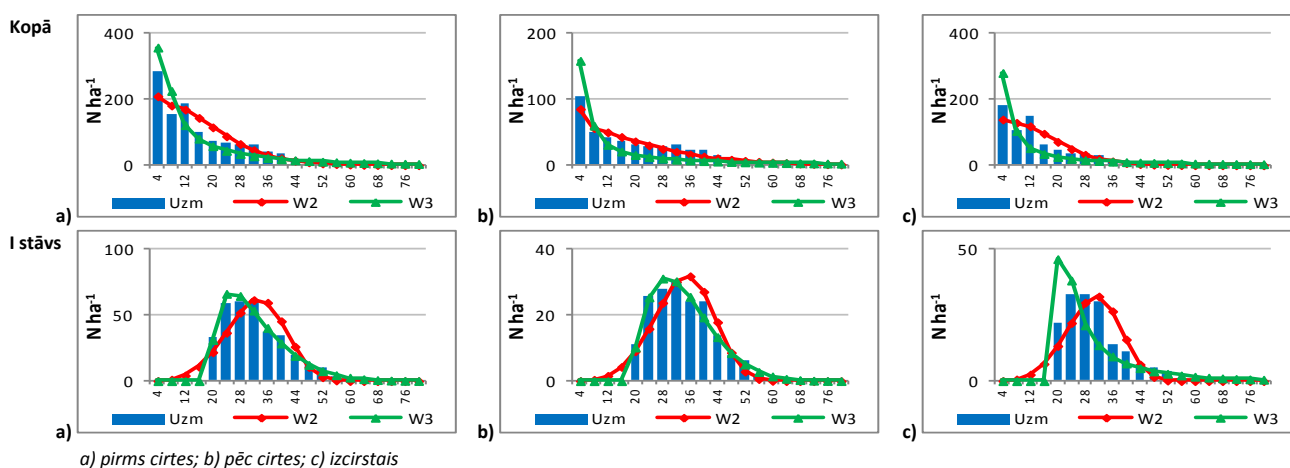 Kopā
400
200
0
N ha-1
4 12 20 28 36 44 52 60 68 76
Uzm W2 W3
a)
200
100
0
N ha-1
4 12 20 28 36 44 52 60 68 76
Uzm W2 W3
b)
400
200
0
N ha-1
4 12 20 28 36 44 52 60 68 76
Uzm W2 W3
c)
I stāvs
100
50
0
N ha-1
4 12 20 28 36 44 52 60 68 76
Uzm W2 W3
a)
40
20
0
N ha-1
4 12 20 28 36 44 52 60 68 76
Uzm W2 W3
b)
50
0
N ha-1
4 12 20 28 36 44 52 60 68 76
Uzm W2 W3
c)
a) pirms cirtes; b) pēc cirtes; c) izcirstais